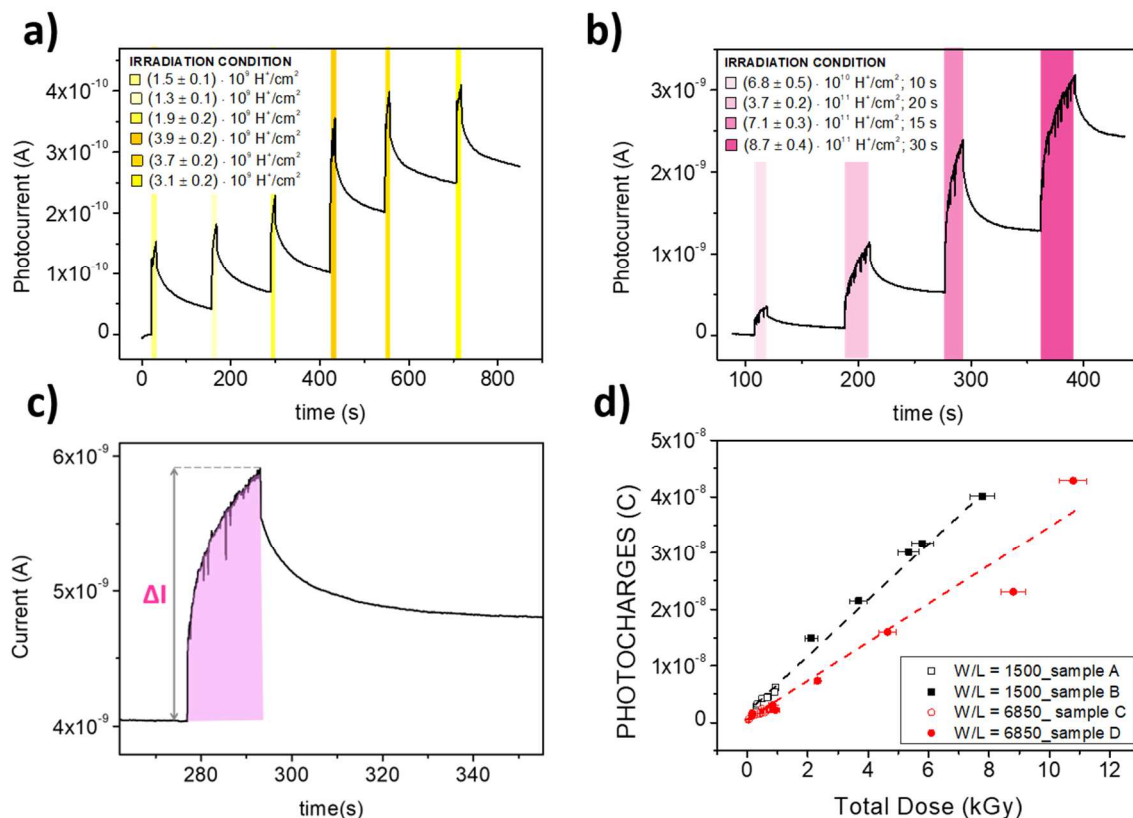 a)
IRRADIATION CONDITION
(1.5 ± 0.1) · 10⁹ H⁺/cm²
(1.3 ± 0.1) · 10⁹ H⁺/cm²
(1.9 ± 0.2) · 10⁹ H⁺/cm²
(3.9 ± 0.2) · 10⁹ H⁺/cm²
(3.7 ± 0.2) · 10⁹ H⁺/cm²
(3.1 ± 0.2) · 10⁹ H⁺/cm²
Photocurrent (A)
4x10⁻¹⁰
3x10⁻¹⁰
2x10⁻¹⁰
1x10⁻¹⁰
0
0 200 400 600 800
time (s)
b)
IRRADIATION CONDITION
(6.8 ± 0.5) · 10¹⁰ H⁺/cm²; 10 s
(3.7 ± 0.2) · 10¹¹ H⁺/cm²; 20 s
(7.1 ± 0.3) · 10¹¹ H⁺/cm²; 15 s
(8.7 ± 0.4) · 10¹¹ H⁺/cm²; 30 s
Photocurrent (A)
3x10⁻⁹
2x10⁻⁹
1x10⁻⁹
0
100 200 300 400
time (s)
c)
Current (A)
6x10⁻⁹
5x10⁻⁹
4x10⁻⁹
ΔI
280 300 320 340
time(s)
d)
PHOTOCHARGES (C)
5x10⁻⁸
4x10⁻⁸
3x10⁻⁸
2x10⁻⁸
1x10⁻⁸
0
W/L = 1500_sample A
W/L = 1500_sample B
W/L = 6850_ sample C
W/L = 6850_sample D
0 2 4 6 8 10 12
Total Dose (kGy)